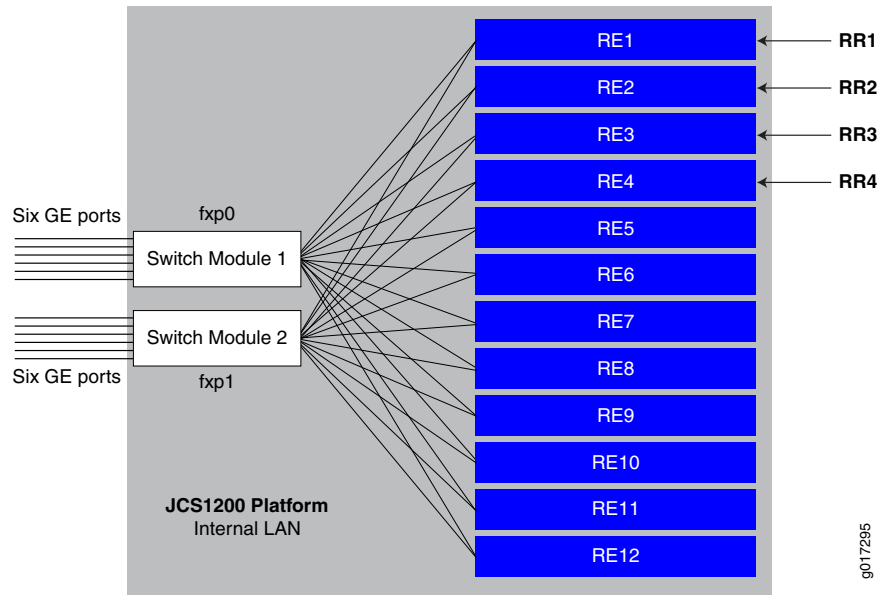 RE1
RR1
RE2
RR2
RE3
RR3
RE4
RR4
Six GE ports
fxp0
RE5
Switch Module 1
RE6
RE7
Switch Module 2
RE8
Six GE ports
fxp1
RE9
RE10
JCS1200 Platform
Internal LAN
RE11
RE12
g017295